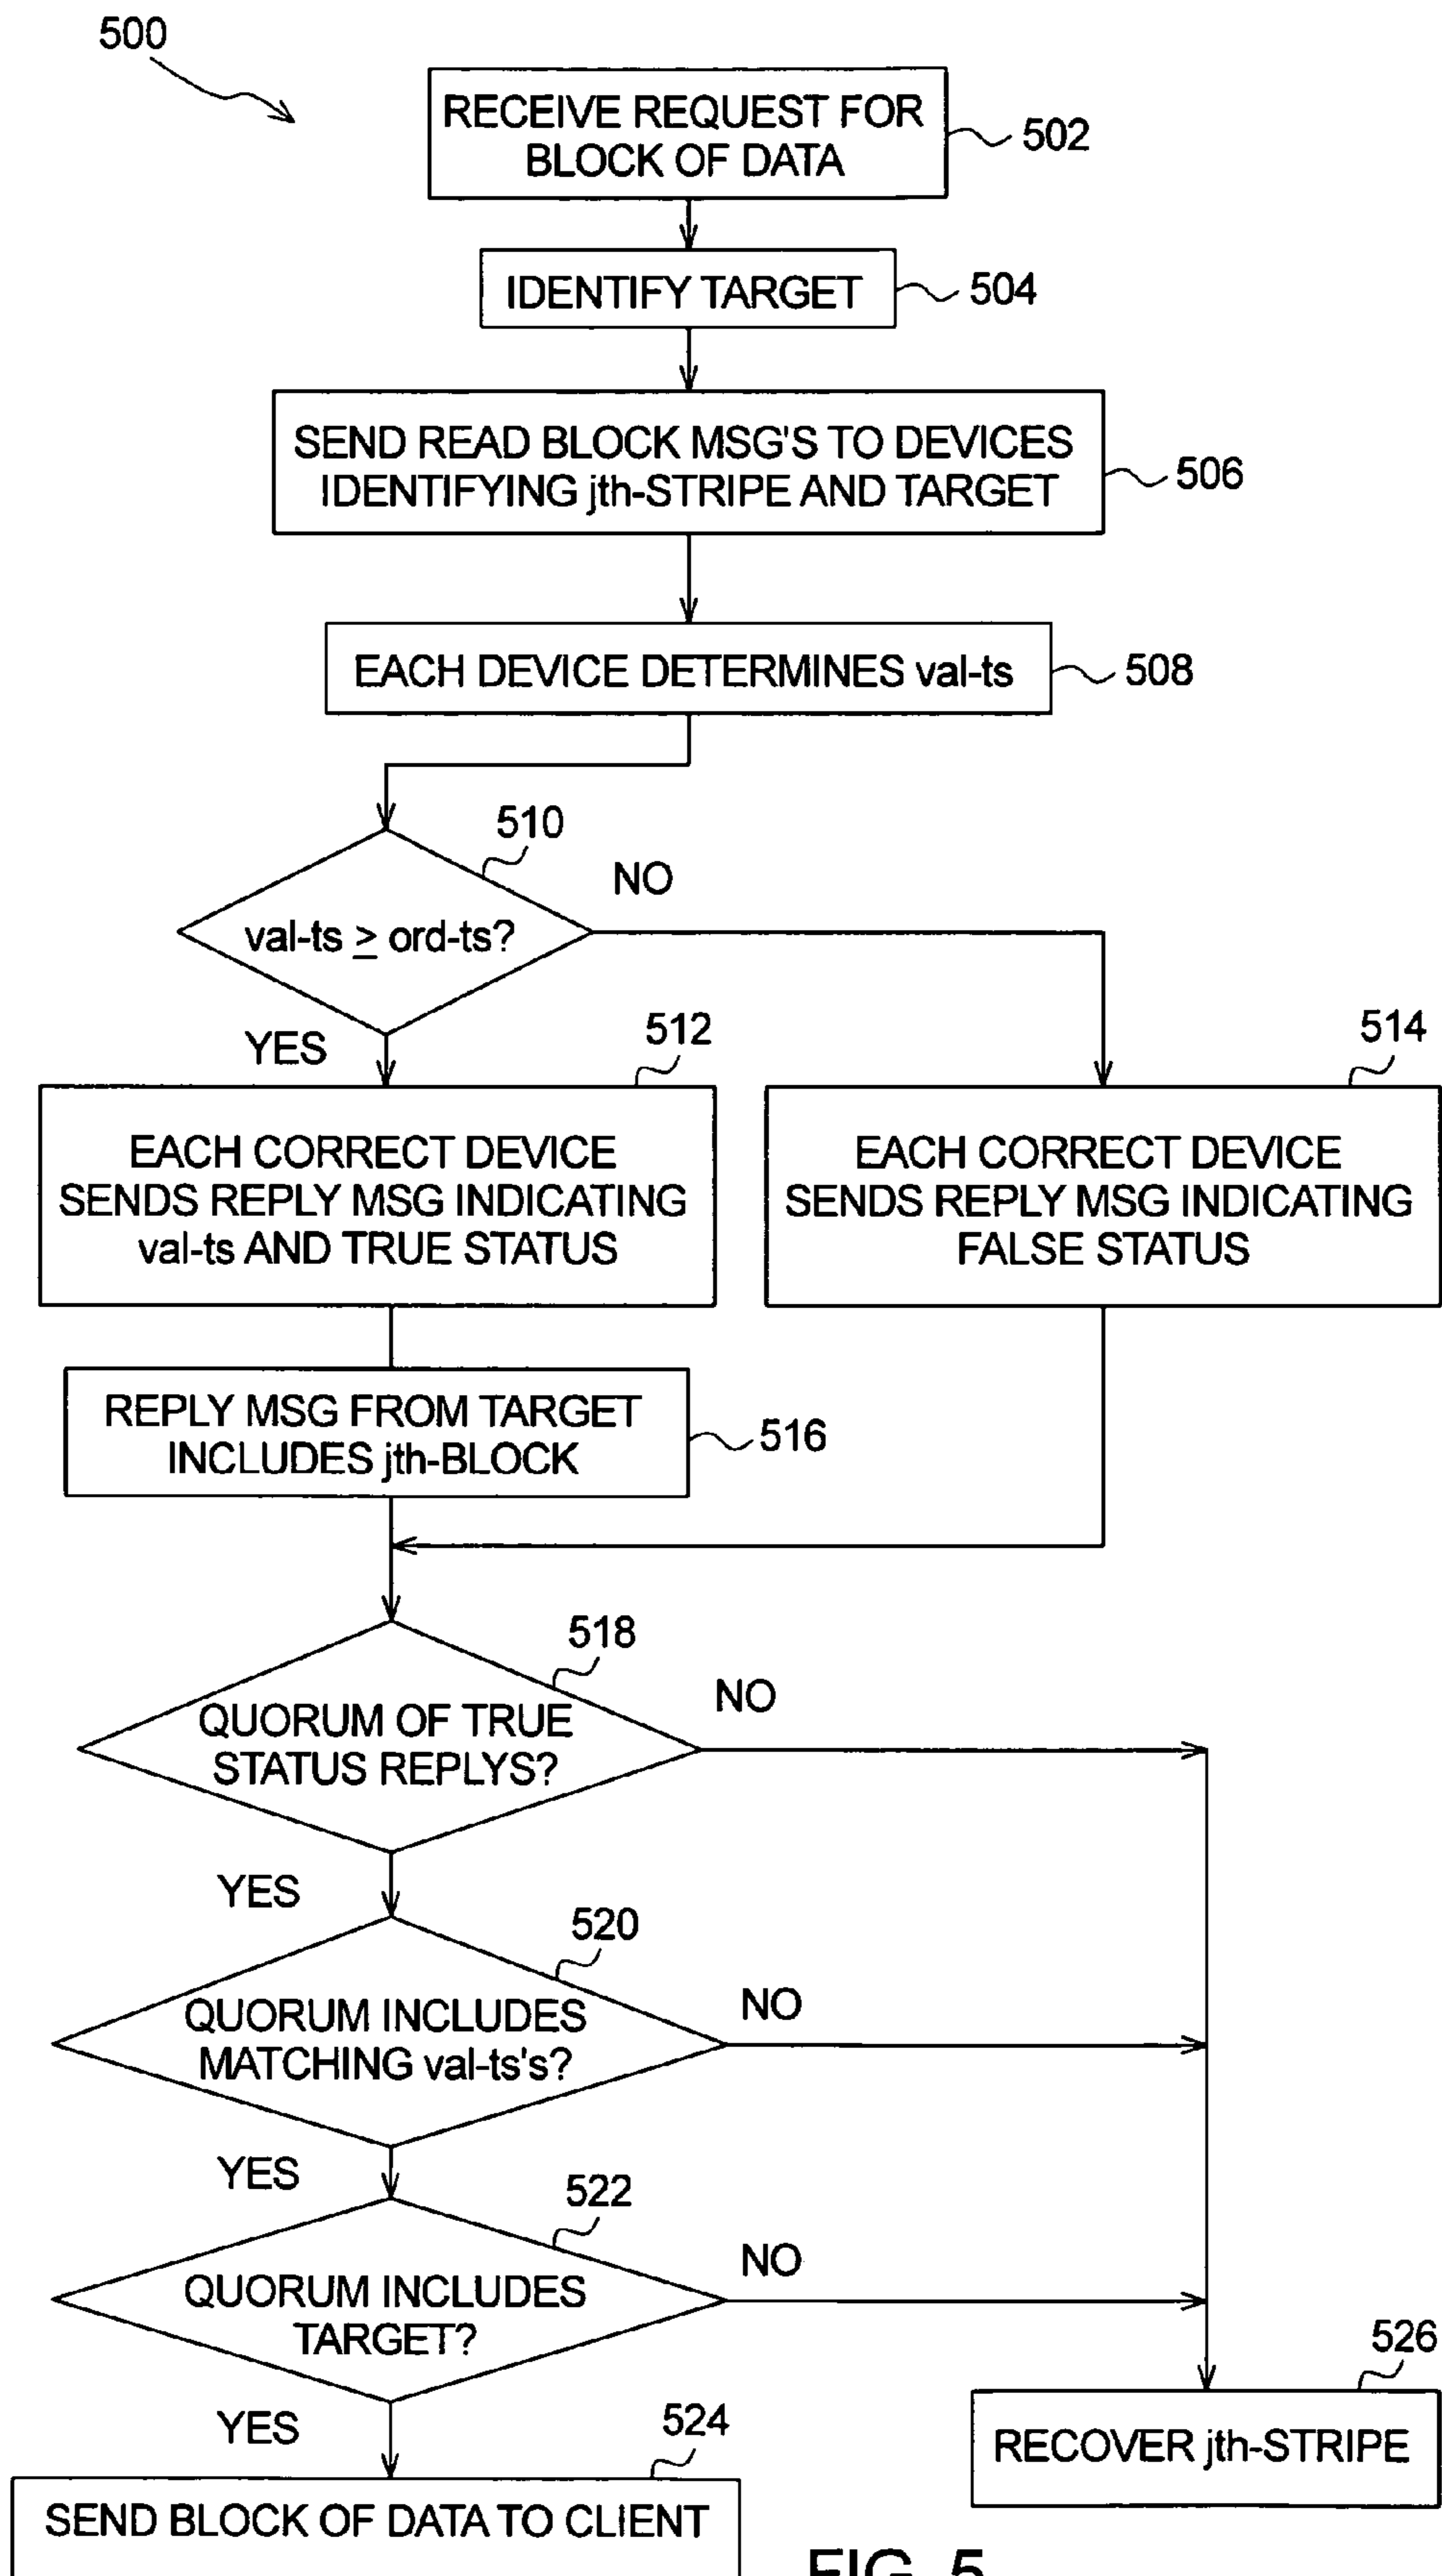 500
RECEIVE REQUEST FOR
BLOCK OF DATA
502
IDENTIFY TARGET
504
SEND READ BLOCK MSG'S TO DEVICES
IDENTIFYING jth-STRIPE AND TARGET
506
EACH DEVICE DETERMINES val-ts
508
510
NO
val-ts ≥ ord-ts?
YES
512
514
EACH CORRECT DEVICE
SENDS REPLY MSG INDICATING
val-ts AND TRUE STATUS
EACH CORRECT DEVICE
SENDS REPLY MSG INDICATING
FALSE STATUS
REPLY MSG FROM TARGET
INCLUDES jth-BLOCK
516
518
NO
QUORUM OF TRUE
STATUS REPLYS?
YES
520
NO
QUORUM INCLUDES
MATCHING val-ts's?
YES
522
NO
QUORUM INCLUDES
TARGET?
YES
524
526
RECOVER jth-STRIPE
SEND BLOCK OF DATA TO CLIENT
FIG. 5